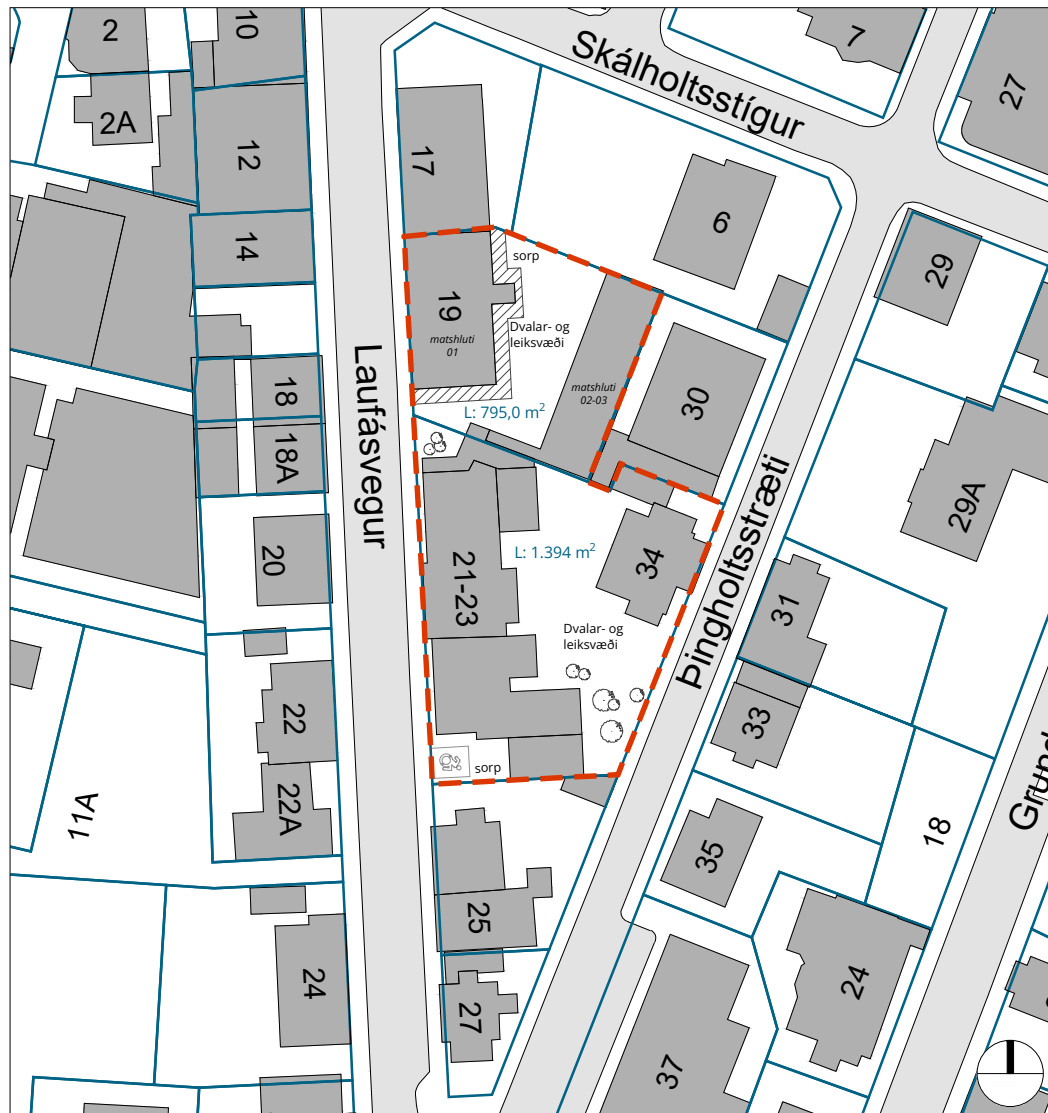 2
10
7
Skálholtsstígur
27
2A
12
17
6
14
29
sorp
19
matshluti
01
Dvalar- og
leiksvæði
Laufásvegur
18
matshluti
02-03
30
L: 795,0 m²
18A
29A
20
21-23
L: 1.394 m²
34
Þingholtsstræti
31
Dvalar- og
leiksvæði
22
33
sorp
22A
11A
18
35
25
24
24
27
37